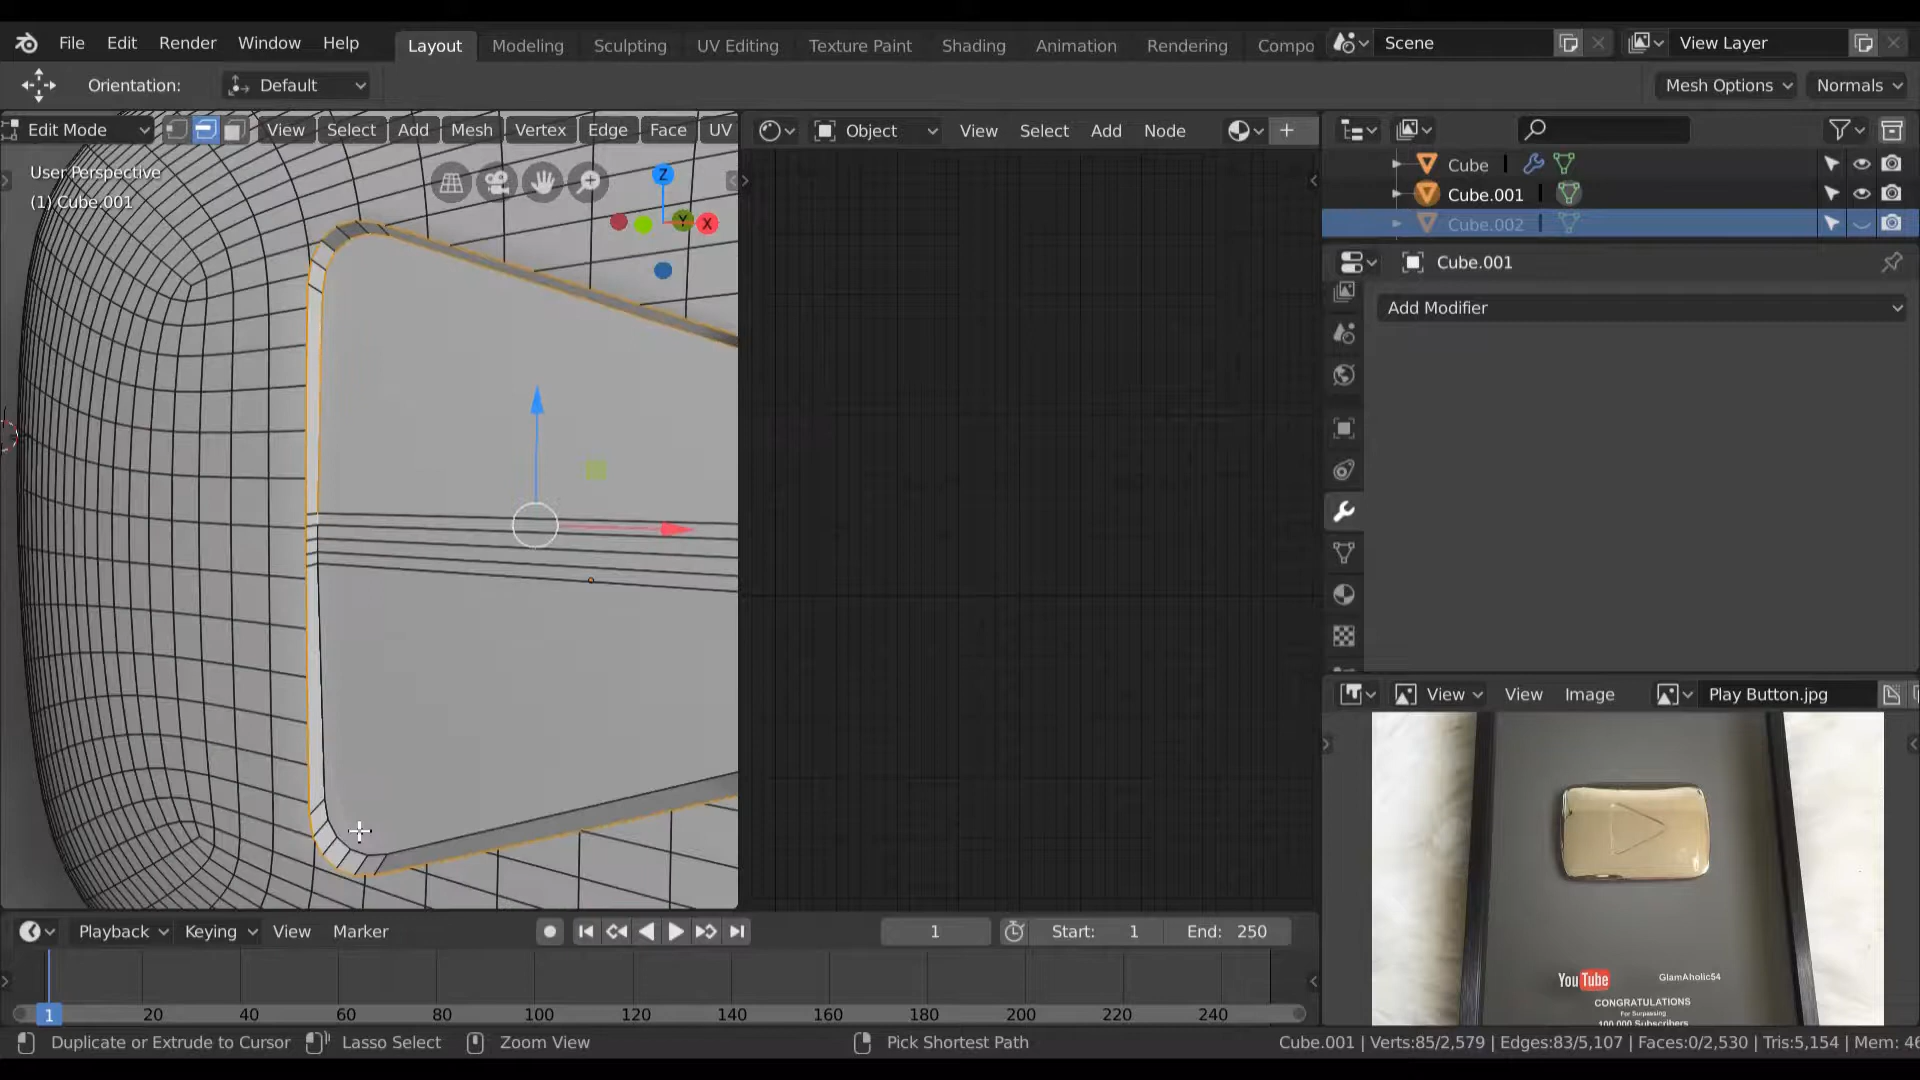 File Edit Render Window Help Layout Modeling Sculpting UV Editing Texture Paint Shading Animation Rendering Compo Scene View Layer
Orientation: Default Mesh Options Normals
Edit Mode View Select Add Mesh Vertex Edge Face UV Object View Select Add Node
User Perspective
(1) Cube.001
Z
Y
X
Cube
Cube.001
Cube.002
Cube.001
Add Modifier
View View Image Play Button.jpg
YouTube GlamAholic54
CONGRATULATIONS
For Surpassing
100,000 Subscribers
Playback Keying View Marker 1 Start: 1 End: 250
1 20 40 60 80 100 120 140 160 180 200 220 240
Duplicate or Extrude to Cursor Lasso Select Zoom View Pick Shortest Path Cube.001 | Verts:85/2,579 | Edges:83/5,107 | Faces:0/2,530 | Tris:5,154 | Mem: 46